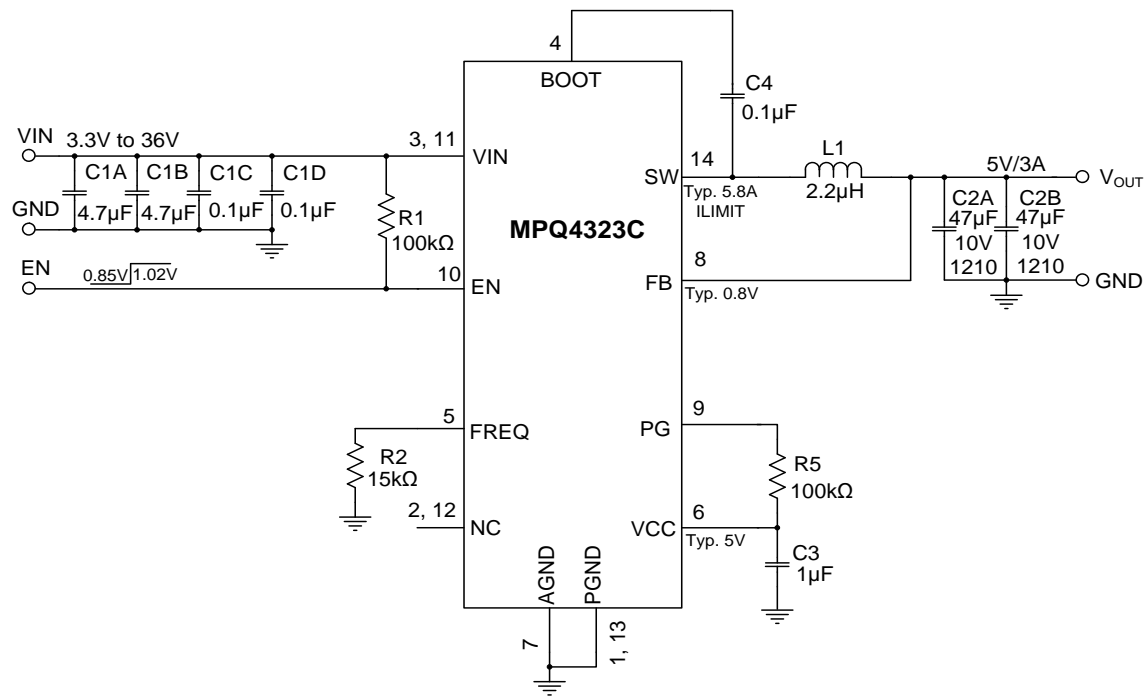 4
BOOT
C4
0.1µF
VIN
3.3V to 36V
3, 11
VIN
C1A
C1B
C1C
C1D
4.7µF
4.7µF
0.1µF
0.1µF
GND
R1
100kΩ
EN
0.85V
1.02V
10
EN
MPQ4323C
14
SW
Typ. 5.8A
ILIMIT
L1
2.2µH
5V/3A
VOUT
C2A
47µF
10V
1210
C2B
47µF
10V
1210
GND
8
FB
Typ. 0.8V
5
FREQ
R2
15kΩ
9
PG
R5
100kΩ
2, 12
NC
6
VCC
Typ. 5V
C3
1µF
AGND
PGND
7
1, 13